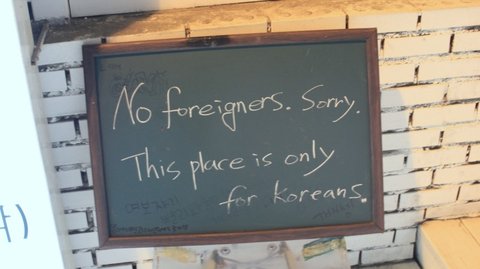 No foreigners. Sorry.
This place is only
for Koreans.